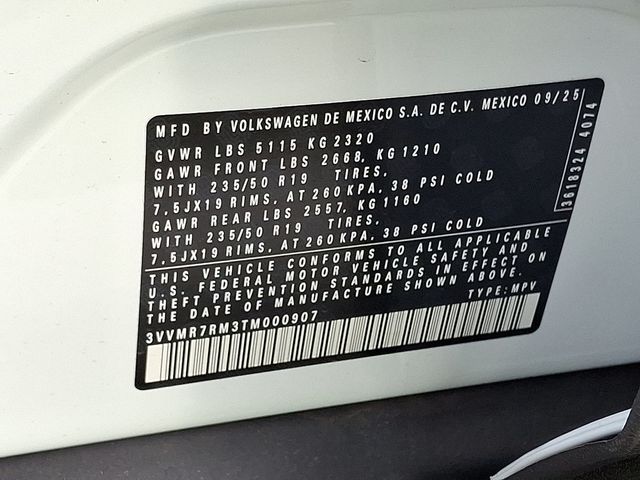 MFD BY VOLKSWAGEN DE MEXICO S.A. DE C.V. MEXICO 09/25
GVWR LBS 5115 KG 2320
GAWR FRONT LBS 2668, KG 1210
WITH 235/50 R19 TIRES,
7,5JX19 RIMS, AT 260 KPA, 38 PSI COLD
GAWR REAR LBS 2557, KG 1160
WITH 235/50 R19 TIRES,
7,5JX19 RIMS, AT 260 KPA, 38 PSI COLD
3618324 4074
THIS VEHICLE CONFORMS TO ALL APPLICABLE
U.S. FEDERAL MOTOR VEHICLE SAFETY AND
THEFT PREVENTION STANDARDS IN EFFECT ON
THE DATE OF MANUFACTURE SHOWN ABOVE.
TYPE: MPV
3VVMR7RM3TM000907